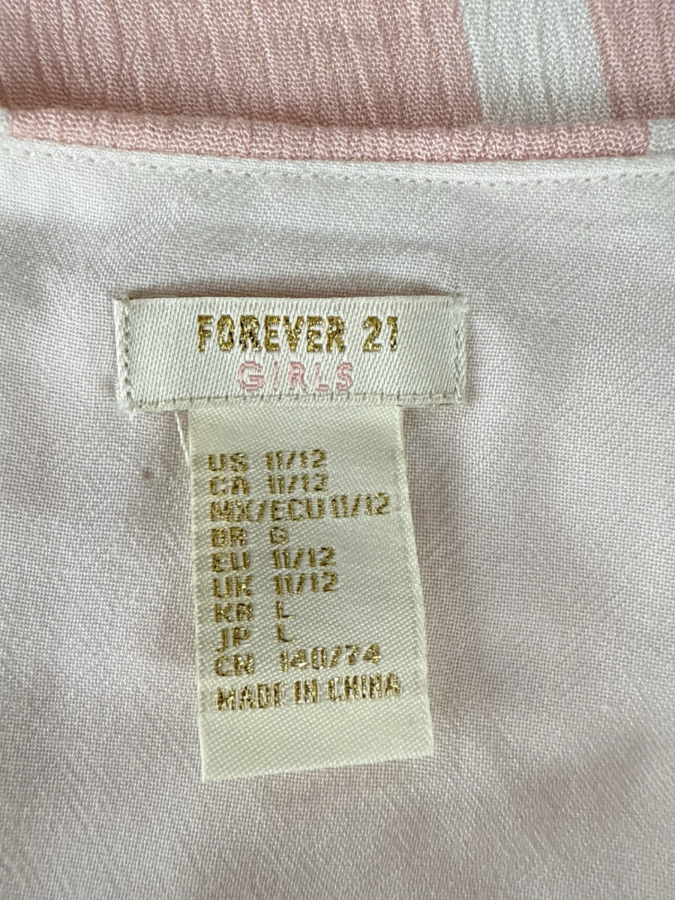 FOREVER 21
GIRLS
US 11/12
CA 11/12
MX/ECU 11/12
BR G
EU 11/12
UK 11/12
KR L
JP L
CN 140/74
MADE IN CHINA